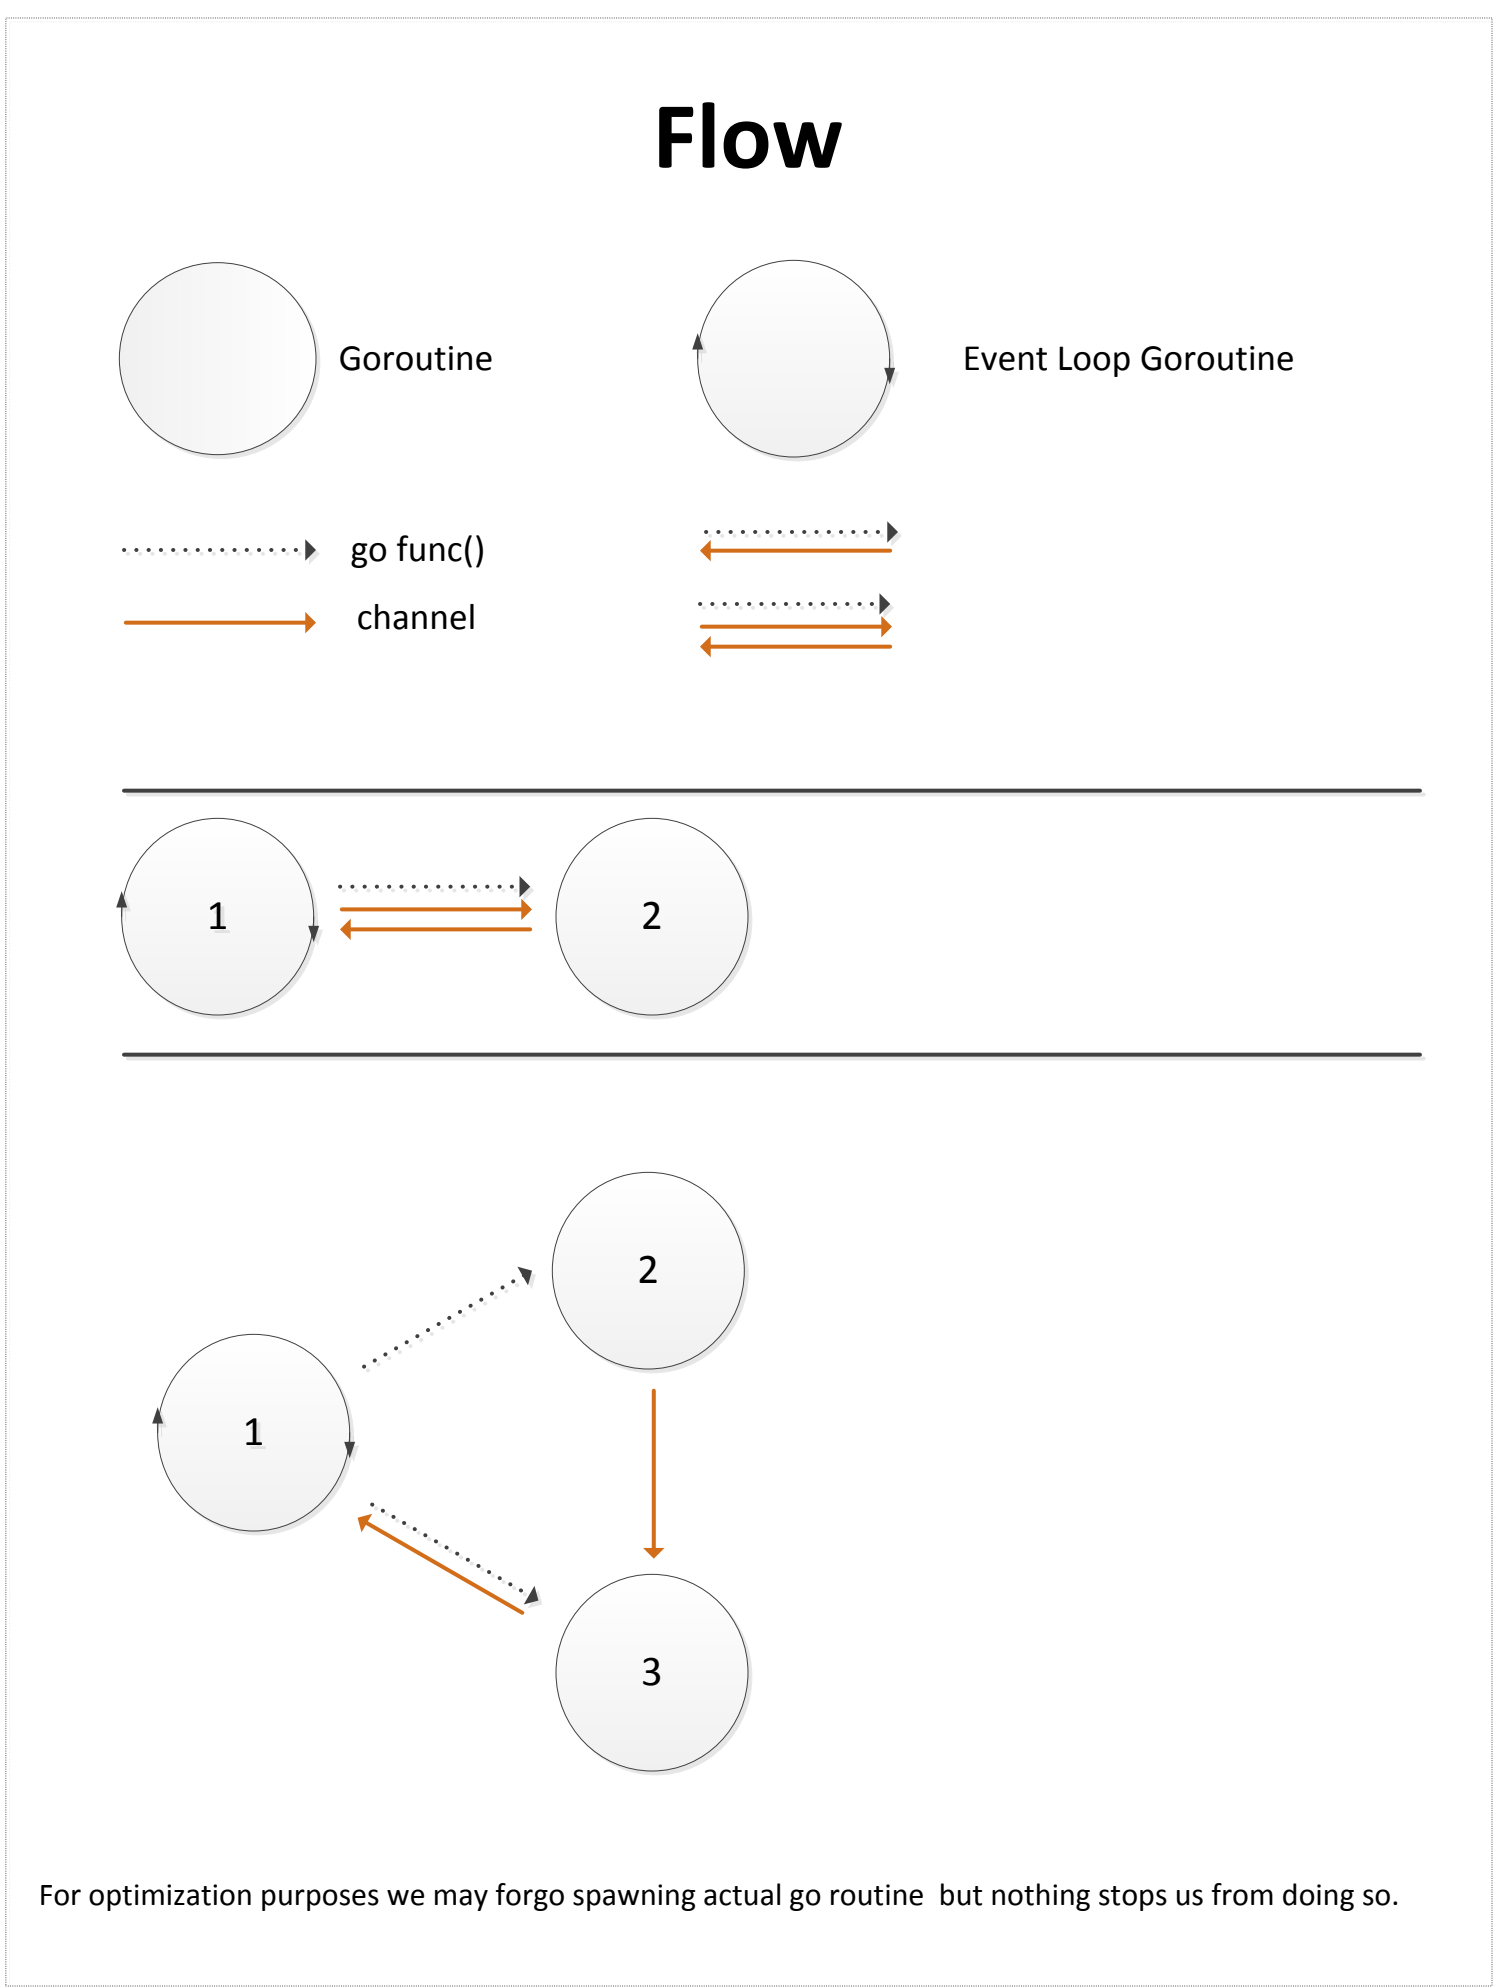 Flow
Goroutine
Event Loop Goroutine
go func()
channel
1
2
2
1
3
For optimization purposes we may forgo spawning actual go routine  but nothing stops us from doing so.